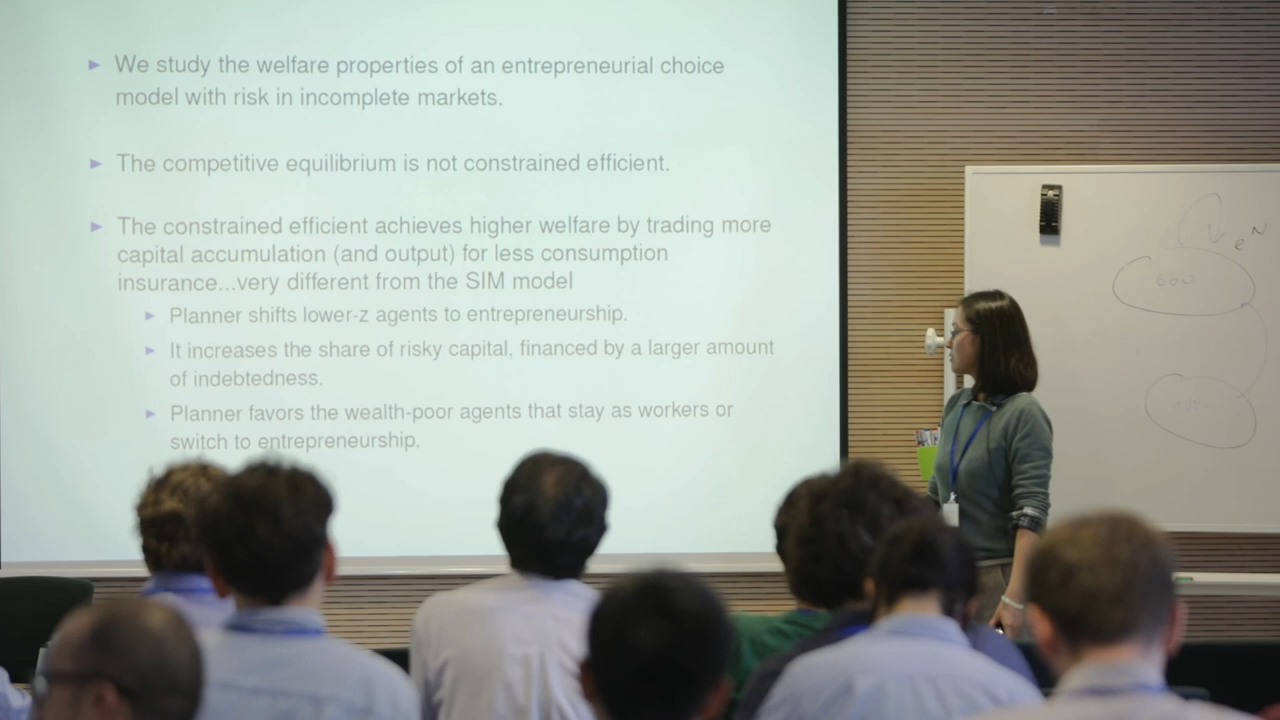 ► We study the welfare properties of an entrepreneurial choice
model with risk in incomplete markets.
► The competitive equilibrium is not constrained efficient.
► The constrained efficient achieves higher welfare by trading more
capital accumulation (and output) for less consumption
insurance...very different from the SIM model
► Planner shifts lower-z agents to entrepreneurship.
► It increases the share of risky capital, financed by a larger amount
of indebtedness.
► Planner favors the wealth-poor agents that stay as workers or
switch to entrepreneurship.